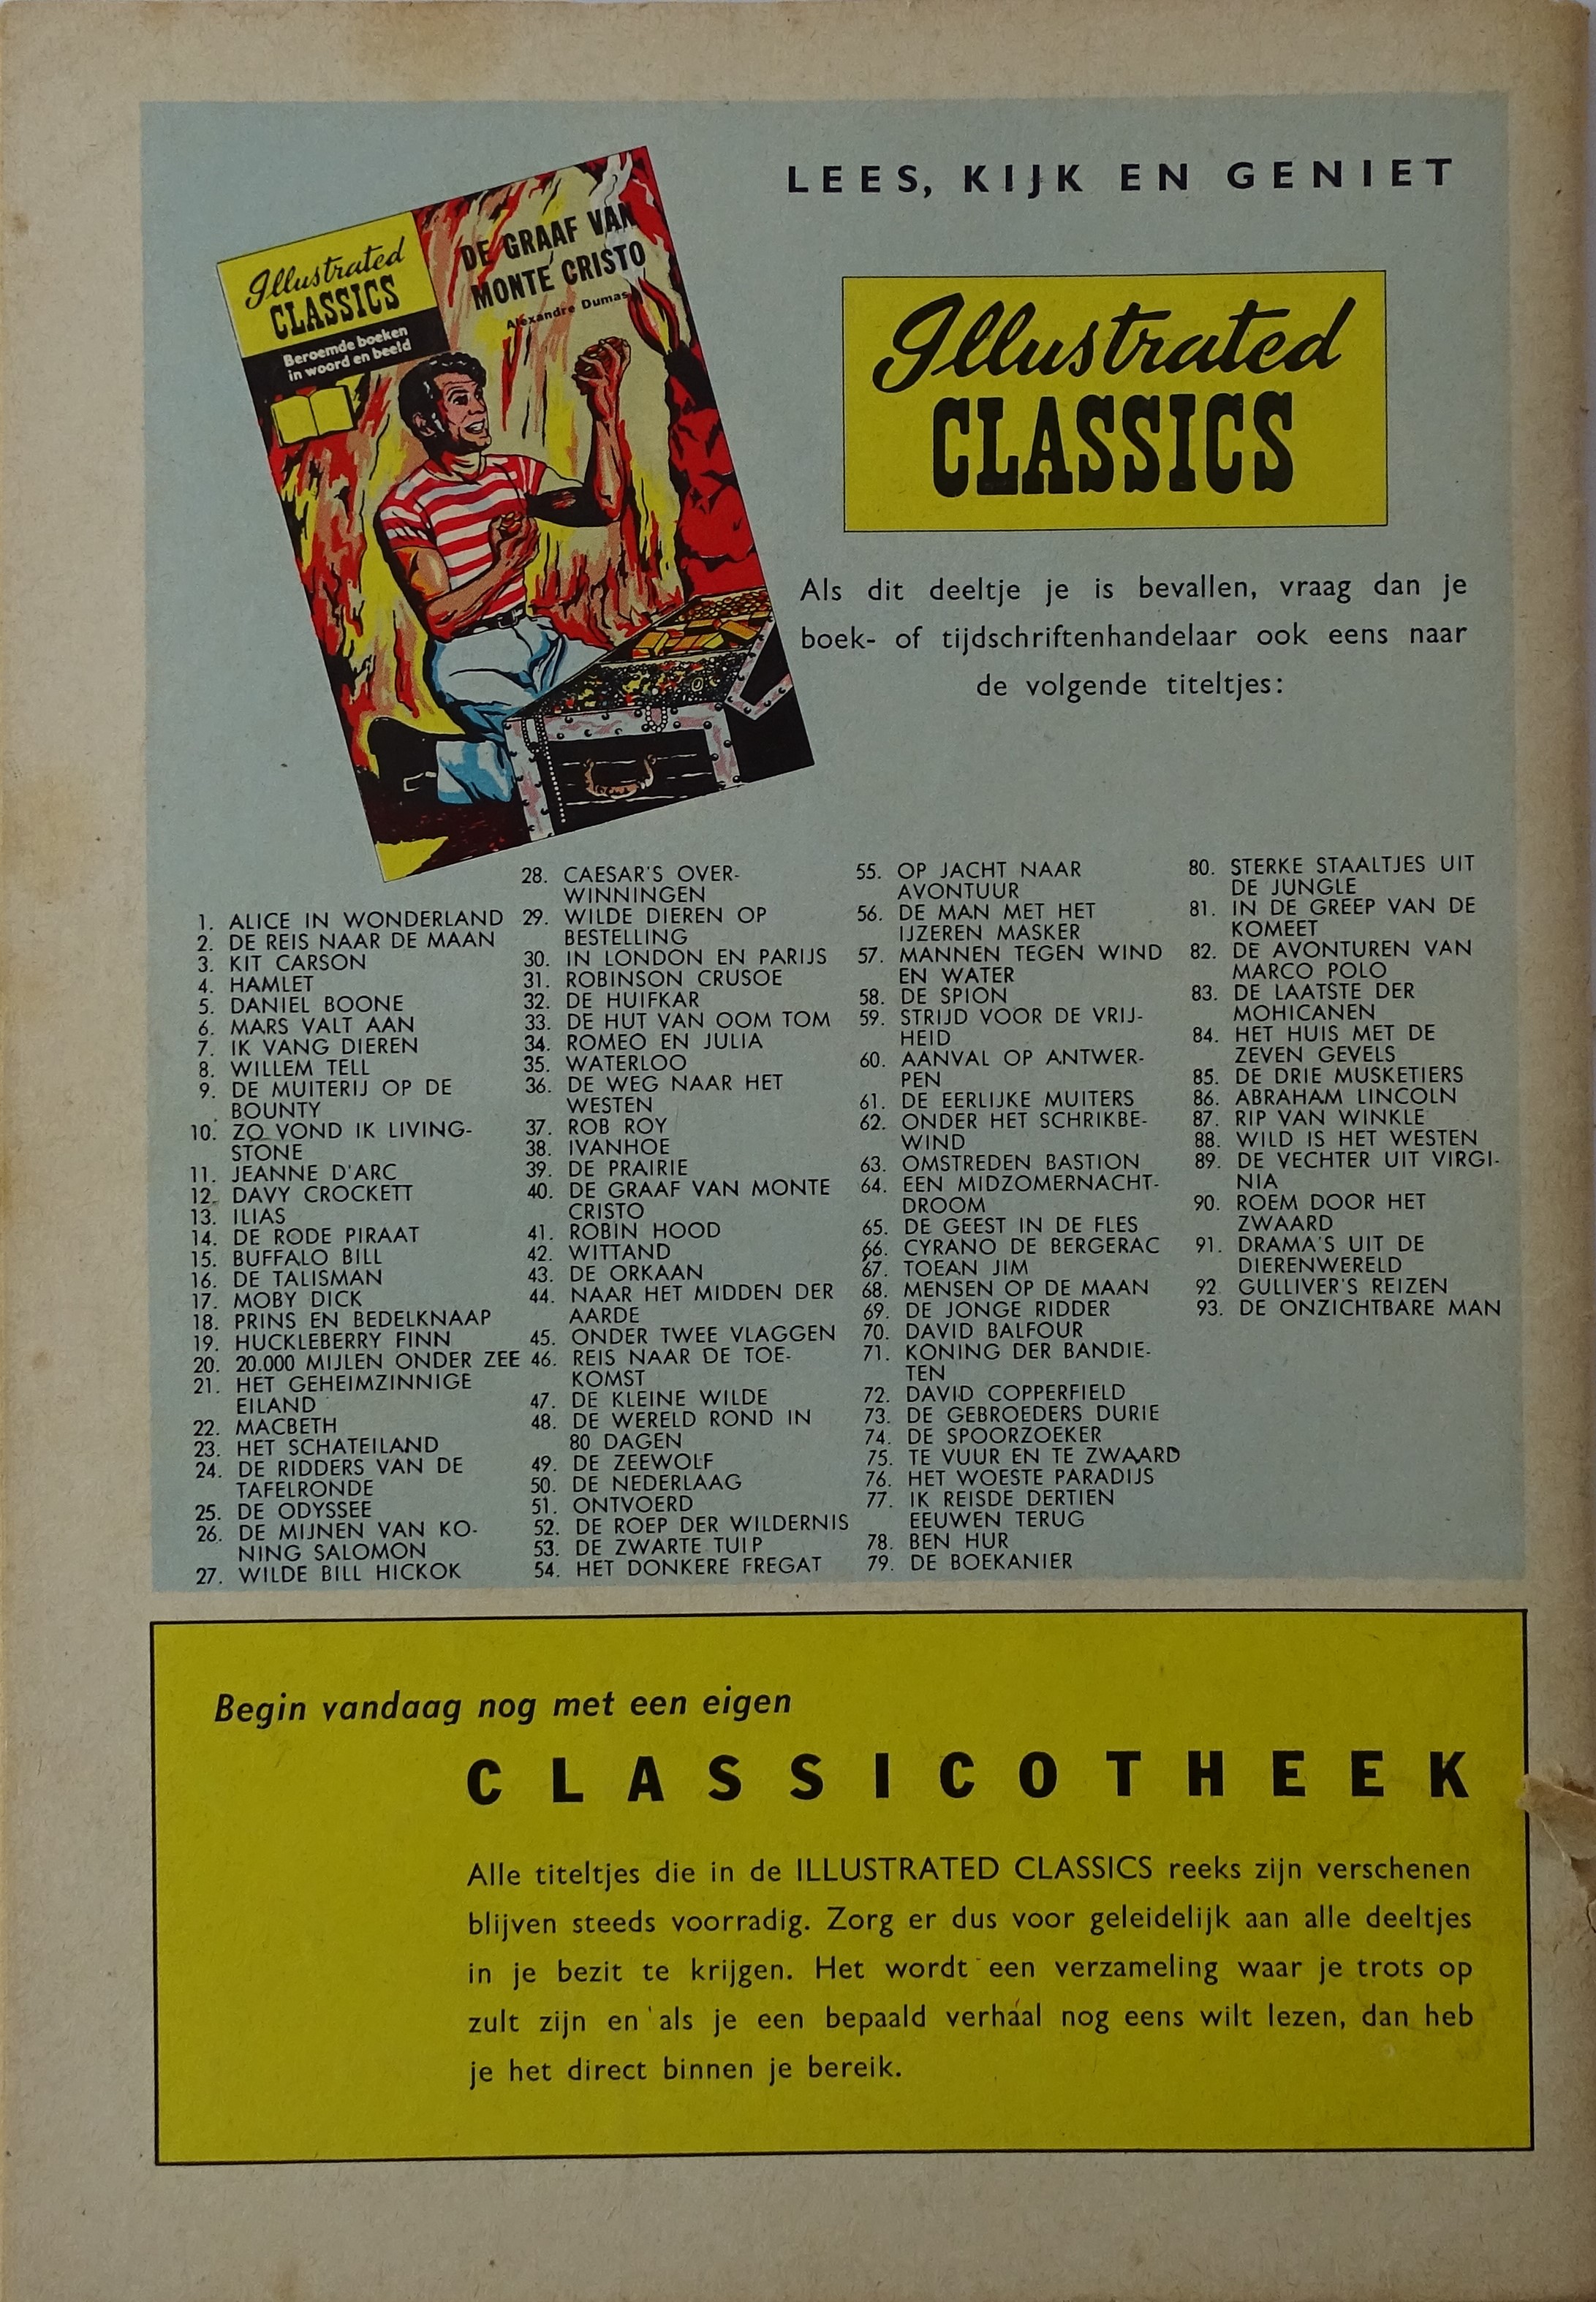 LEES, KIJK EN GENIET
Illustrated
CLASSICS
Beroemde boeken
in woord en beeld
DE GRAAF VAN
MONTE CRISTO
Alexandre Dumas
Illustrated
CLASSICS
Als dit deeltje je is bevallen, vraag dan je
boek- of tijdschriftenhandelaar ook eens naar
de volgende titeltjes:
1. ALICE IN WONDERLAND
2. DE REIS NAAR DE MAAN
3. KIT CARSON
4. HAMLET
5. DANIEL BOONE
6. MARS VALT AAN
7. IK VANG DIEREN
8. WILLEM TELL
9. DE MUITERIJ OP DE
BOUNTY
10. ZO VOND IK LIVING-
STONE
11. JEANNE D'ARC
12. DAVY CROCKETT
13. ILIAS
14. DE RODE PIRAAT
15. BUFFALO BILL
16. DE TALISMAN
17. MOBY DICK
18. PRINS EN BEDELKNAAP
19. HUCKLEBERRY FINN
20. 20.000 MIJLEN ONDER ZEE
21. HET GEHEIMZINNIGE
EILAND
22. MACBETH
23. HET SCHATEILAND
24. DE RIDDERS VAN DE
TAFELRONDE
25. DE ODYSSEE
26. DE MIJNEN VAN KO-
NING SALOMON
27. WILDE BILL HICKOK
28. CAESAR'S OVER-
WINNINGEN
29. WILDE DIEREN OP
BESTELLING
30. IN LONDON EN PARIJS
31. ROBINSON CRUSOE
32. DE HUIFKAR
33. DE HUT VAN OOM TOM
34. ROMEO EN JULIA
35. WATERLOO
36. DE WEG NAAR HET
WESTEN
37. ROB ROY
38. IVANHOE
39. DE PRAIRIE
40. DE GRAAF VAN MONTE
CRISTO
41. ROBIN HOOD
42. WITTAND
43. DE ORKAAN
44. NAAR HET MIDDEN DER
AARDE
45. ONDER TWEE VLAGGEN
46. REIS NAAR DE TOE-
KOMST
47. DE KLEINE WILDE
48. DE WERELD ROND IN
80 DAGEN
49. DE ZEEWOLF
50. DE NEDERLAAG
51. ONTVOERD
52. DE ROEP DER WILDERNIS
53. DE ZWARTE TUIP
54. HET DONKERE FREGAT
55. OP JACHT NAAR
AVONTUUR
56. DE MAN MET HET
IJZEREN MASKER
57. MANNEN TEGEN WIND
EN WATER
58. DE SPION
59. STRIJD VOOR DE VRIJ-
HEID
60. AANVAL OP ANTWER-
PEN
61. DE EERLIJKE MUITERS
62. ONDER HET SCHRIKBE-
WIND
63. OMSTREDEN BASTION
64. EEN MIDZOMERNACHT-
DROOM
65. DE GEEST IN DE FLES
66. CYRANO DE BERGERAC
67. TOEAN JIM
68. MENSEN OP DE MAAN
69. DE JONGE RIDDER
70. DAVID BALFOUR
71. KONING DER BANDIE-
TEN
72. DAVID COPPERFIELD
73. DE GEBROEDERS DURIE
74. DE SPOORZOEKER
75. TE VUUR EN TE ZWAARD
76. HET WOESTE PARADIJS
77. IK REISDE DERTIEN
EEUWEN TERUG
78. BEN HUR
79. DE BOEKANIER
80. STERKE STAALTJES UIT
DE JUNGLE
81. IN DE GREEP VAN DE
KOMEET
82. DE AVONTUREN VAN
MARCO POLO
83. DE LAATSTE DER
MOHICANEN
84. HET HUIS MET DE
ZEVEN GEVELS
85. DE DRIE MUSKETIERS
86. ABRAHAM LINCOLN
87. RIP VAN WINKLE
88. WILD IS HET WESTEN
89. DE VECHTER UIT VIRGI-
NIA
90. ROEM DOOR HET
ZWAARD
91. DRAMA'S UIT DE
DIERENWERELD
92. GULLIVER'S REIZEN
93. DE ONZICHTBARE MAN
Begin vandaag nog met een eigen
CLASSICOTHEEK
Alle titeltjes die in de ILLUSTRATED CLASSICS reeks zijn verschenen
blijven steeds voorradig. Zorg er dus voor geleidelijk aan alle deeltjes
in je bezit te krijgen. Het wordt een verzameling waar je trots op
zult zijn en als je een bepaald verhaal nog eens wilt lezen, dan heb
je het direct binnen je bereik.